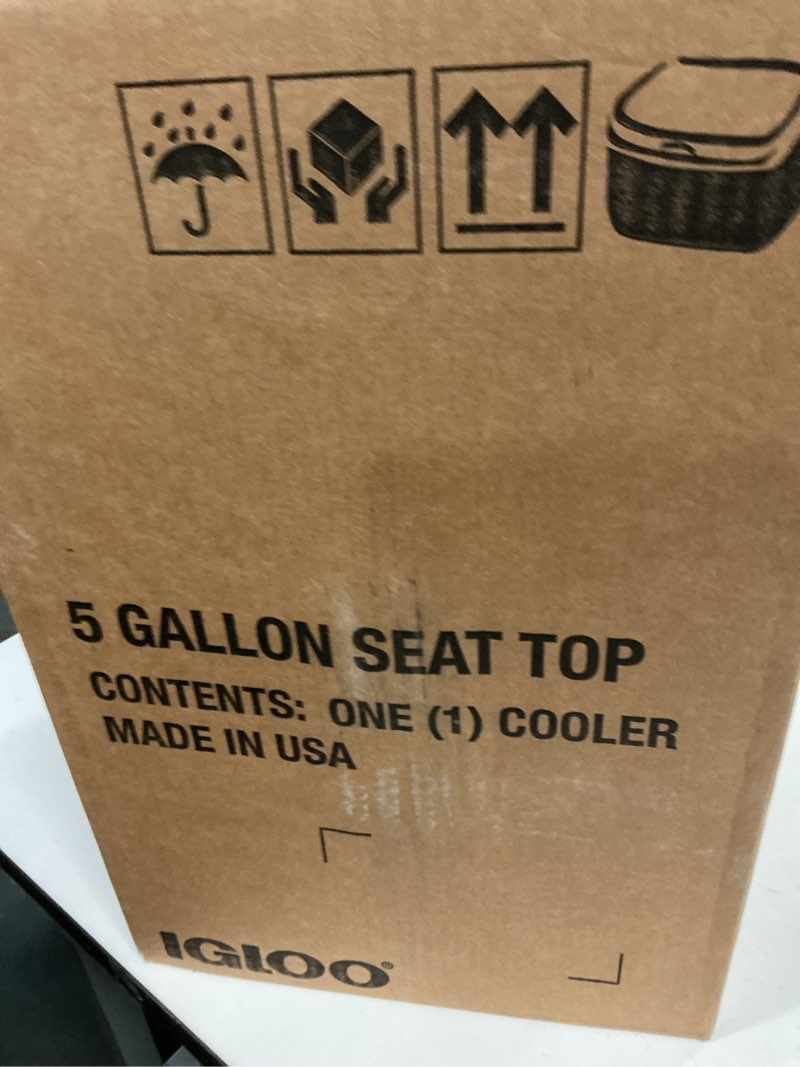 5 GALLON SEAT TOP
CONTENTS: ONE (1) COOLER
MADE IN USA
IGLOO®